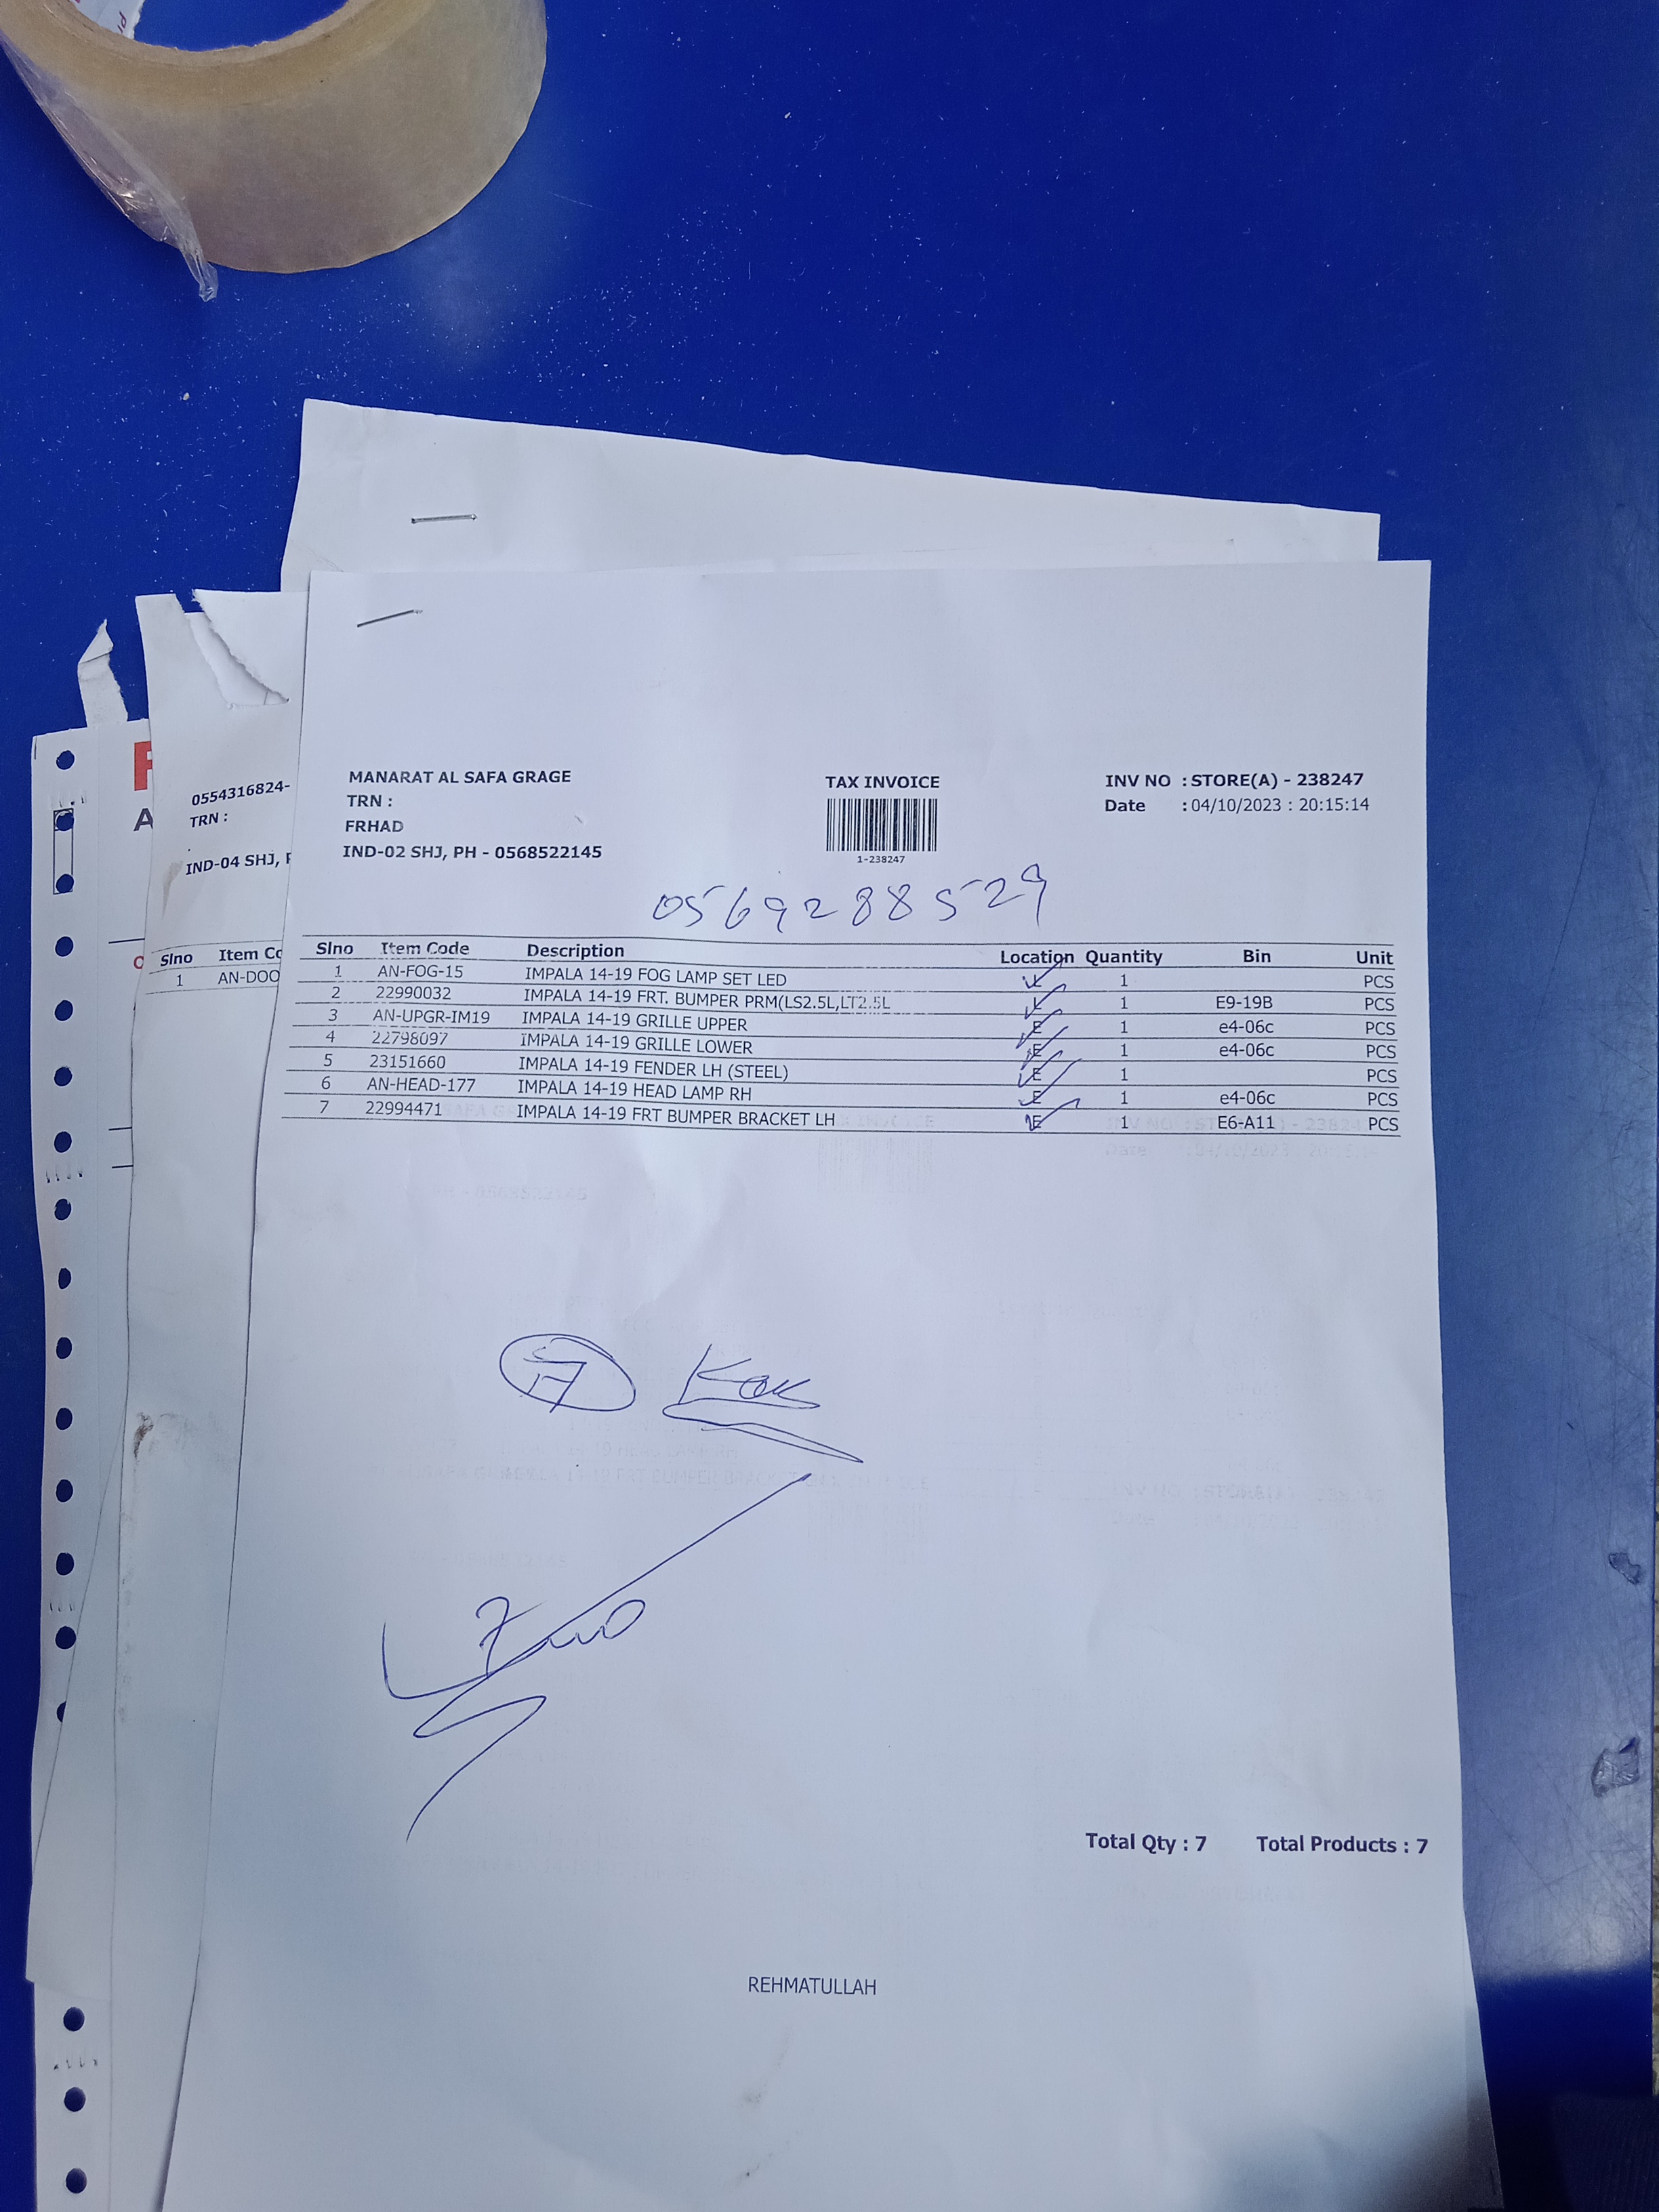 MANARAT AL SAFA GRAGE
TRN :
FRHAD
IND-02 SHJ, PH - 0568522145
TAX INVOICE
1-238247
INV NO : STORE(A) - 238247
Date : 04/10/2023 : 20:15:14
0569288529
Slno Item Code Description Location Quantity Bin Unit
1 AN-FOG-15 IMPALA 14-19 FOG LAMP SET LED 1 PCS
2 22990032 IMPALA 14-19 FRT. BUMPER PRM(LS2.5L,LT2.5L 1 E9-19B PCS
3 AN-UPGR-IM19 IMPALA 14-19 GRILLE UPPER E 1 e4-06c PCS
4 22798097 IMPALA 14-19 GRILLE LOWER E 1 e4-06c PCS
5 23151660 IMPALA 14-19 FENDER LH (STEEL) E 1 PCS
6 AN-HEAD-177 IMPALA 14-19 HEAD LAMP RH E 1 e4-06c PCS
7 22994471 IMPALA 14-19 FRT BUMPER BRACKET LH E 1 E6-A11 PCS
7
Total Qty : 7 Total Products : 7
REHMATULLAH
0554316824-
TRN :
IND-04 SHJ,
Slno Item Co
1 AN-DOO